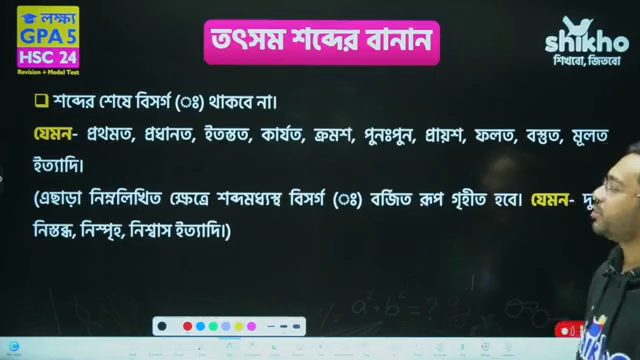 লক্ষ্য
GPA 5
HSC 24
Revision + Model Test
তৎসম শব্দের বানান
shikho
শিখবো, জিতবো
শব্দের শেষে বিসর্গ (ঃ) থাকবে না।
যেমন- প্রথমত, প্রধানত, ইতস্তত, কার্যত, ক্রমশ, পুনঃপুন, প্রায়শ, ফলত, বস্তুত, মূলত
ইত্যাদি।
(এছাড়া নিম্নলিখিত ক্ষেত্রে শব্দমধ্যস্থ বিসর্গ (ঃ) বর্জিত রূপ গৃহীত হবে। যেমন-
নিস্তব্ধ, নিস্পৃহ, নিশ্বাস ইত্যাদি।)
a² + b² = ?